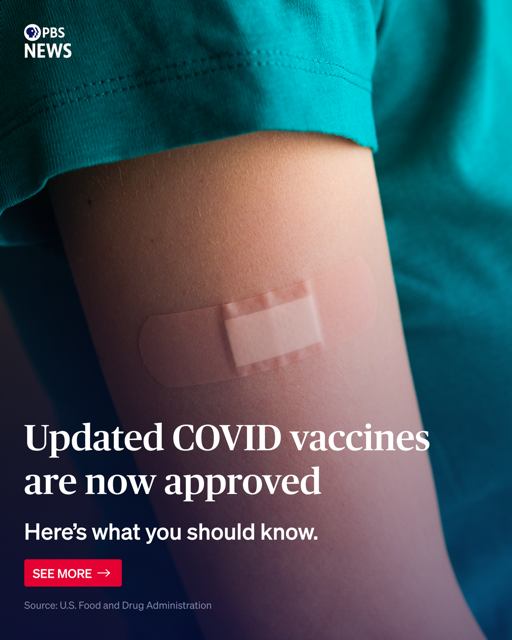 PBS
NEWS
Updated COVID vaccines
are now approved
Here's what you should know.
SEE MORE →
Source: U.S. Food and Drug Administration